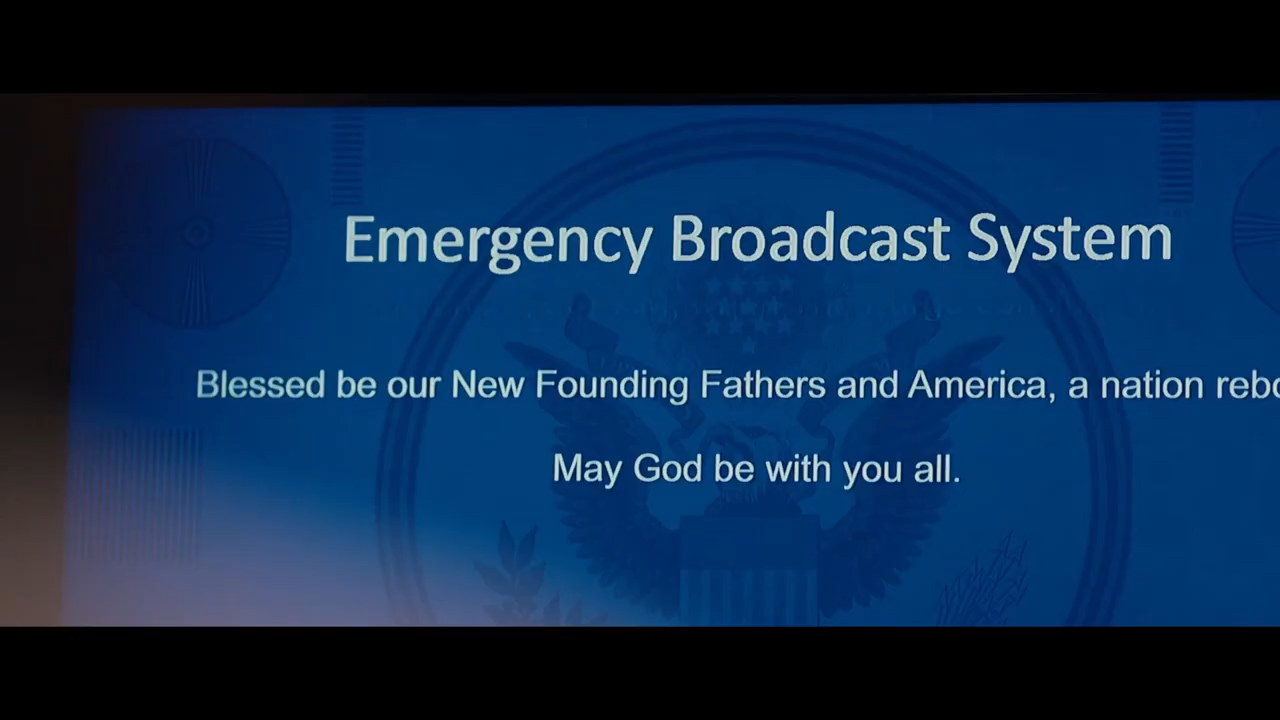 Emergency Broadcast System
Blessed be our New Founding Fathers and America, a nation rebo
May God be with you all.